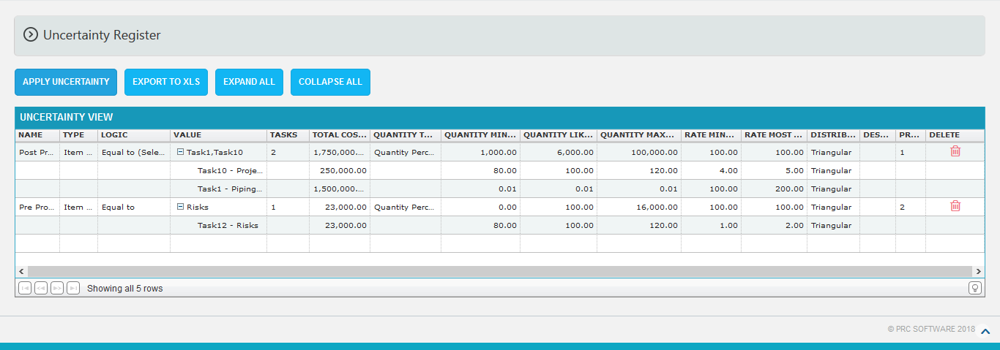 Uncertainty Register
APPLY UNCERTAINTY EXPORT TO XLS EXPAND ALL COLLAPSE ALL
UNCERTAINTY VIEW
NAME TYPE LOGIC VALUE TASKS TOTAL COS... QUANTITY T... QUANTITY MIN... QUANTITY LIK... QUANTITY MAX... RATE MIN... RATE MOST ... DISTRIB... DES... PR... DELETE
Post Pr... Item ... Equal to (Sele... Task1,Task10 2 1,750,000.... Quantity Perc... 1,000.00 6,000.00 100,000.00 100.00 100.00 Triangular 1
Task10 - Proje... 250,000.00 80.00 100.00 120.00 4.00 5.00 Triangular
Task1 - Piping... 1,500,000.... 0.01 0.01 0.01 100.00 200.00 Triangular
Pre Pro... Item ... Equal to Risks 1 23,000.00 Quantity Perc... 0.00 100.00 16,000.00 100.00 100.00 Triangular 2
Task12 - Risks 23,000.00 80.00 100.00 120.00 1.00 2.00 Triangular
Showing all 5 rows
© PRC SOFTWARE 2018